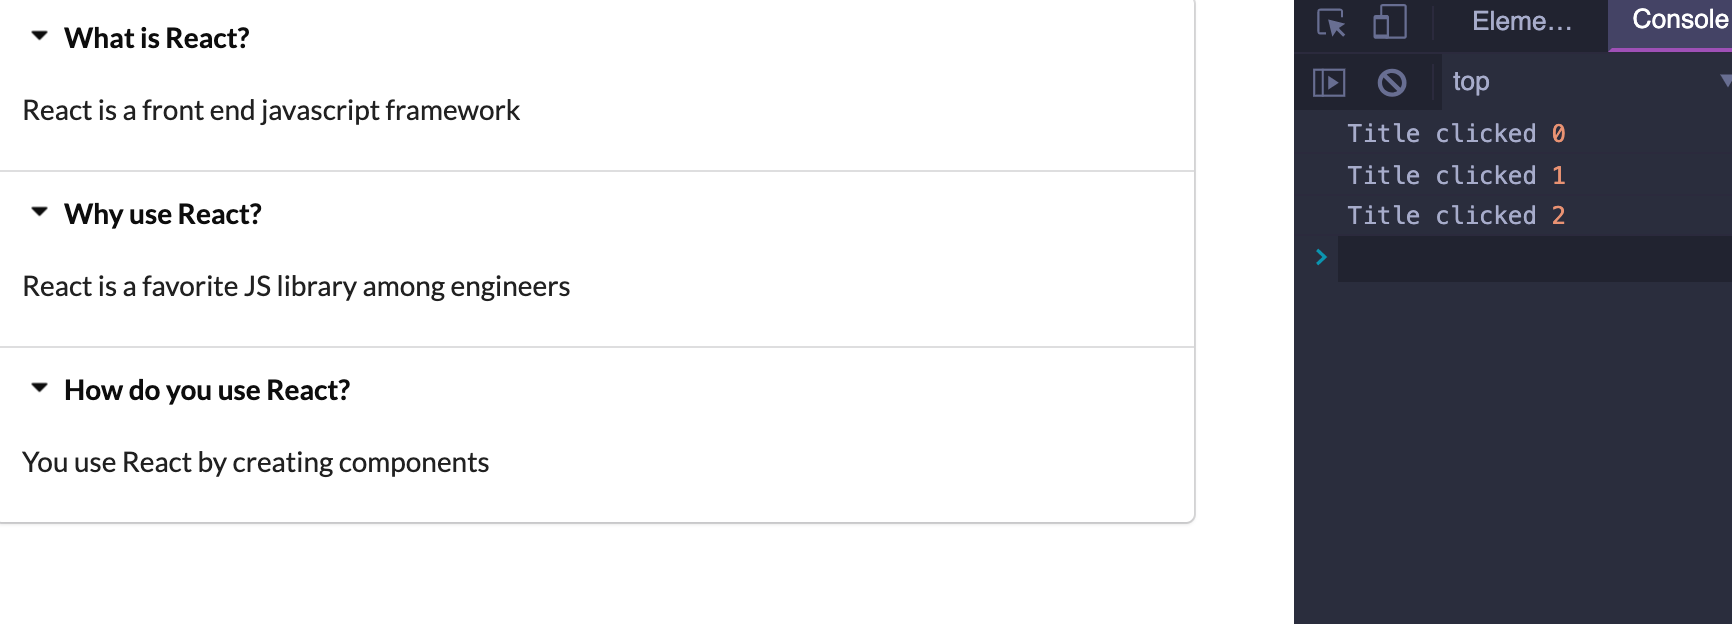 What is React?
React is a front end javascript framework
Why use React?
React is a favorite JS library among engineers
How do you use React?
You use React by creating components
Eleme… Console
top
Title clicked 0
Title clicked 1
Title clicked 2